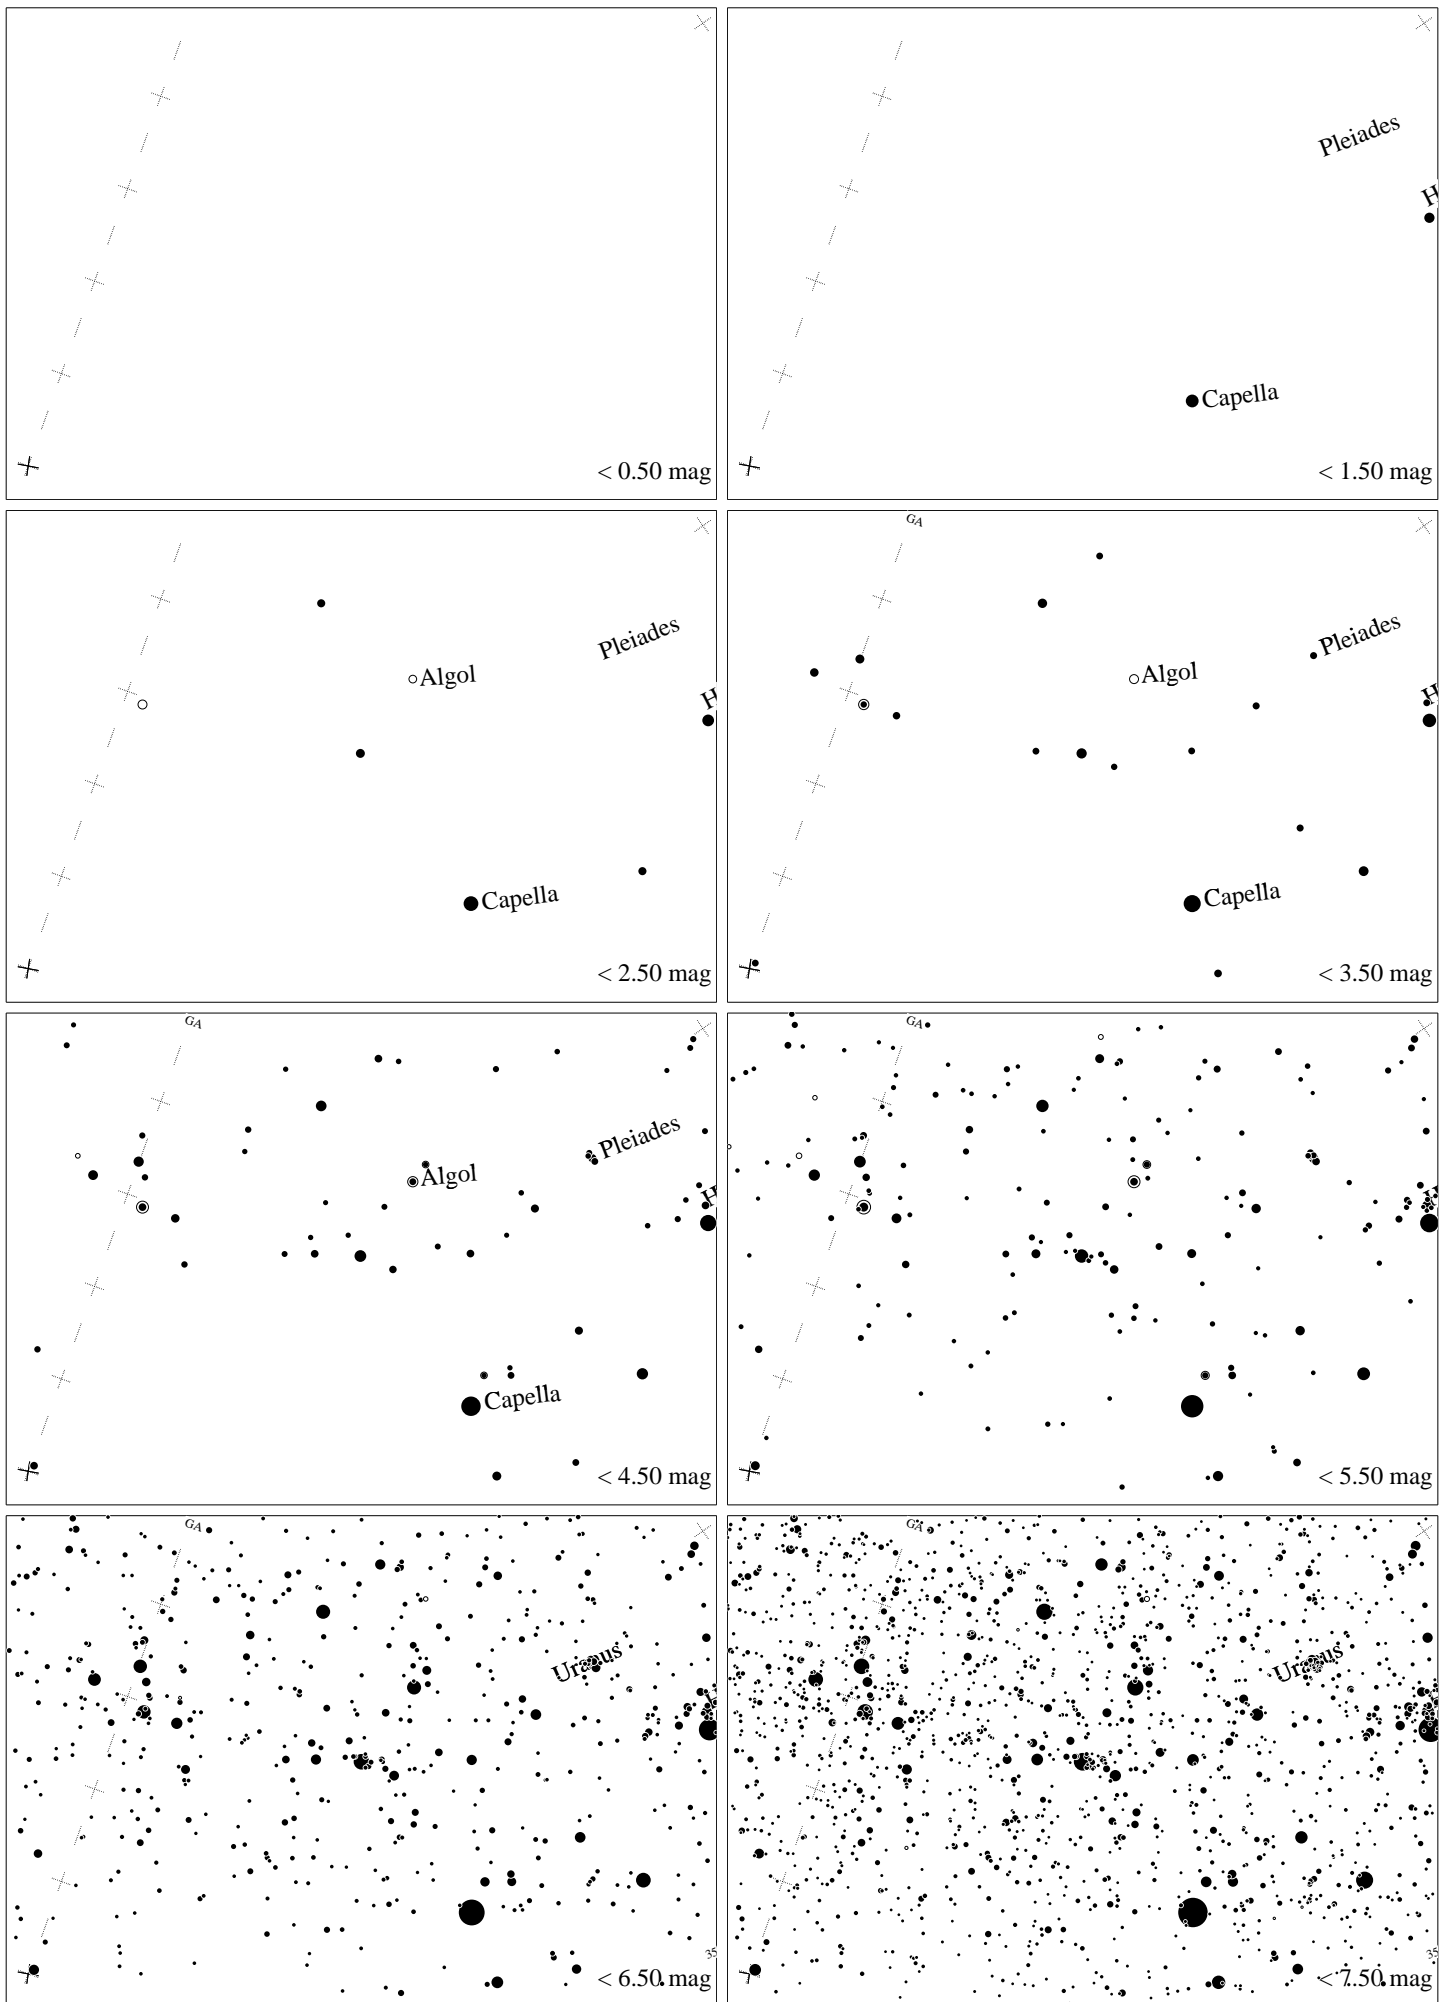 < 0.50 mag
Pleiades
H
Capella
< 1.50 mag
Pleiades
Algol
H
Capella
< 2.50 mag
GA
Pleiades
Algol
H
Capella
< 3.50 mag
GA
Pleiades
Algol
H
Capella
< 4.50 mag
GA
< 5.50 mag
GA
Uranus
35
< 6.50 mag
GA
Uranus
35
< 7.50 mag